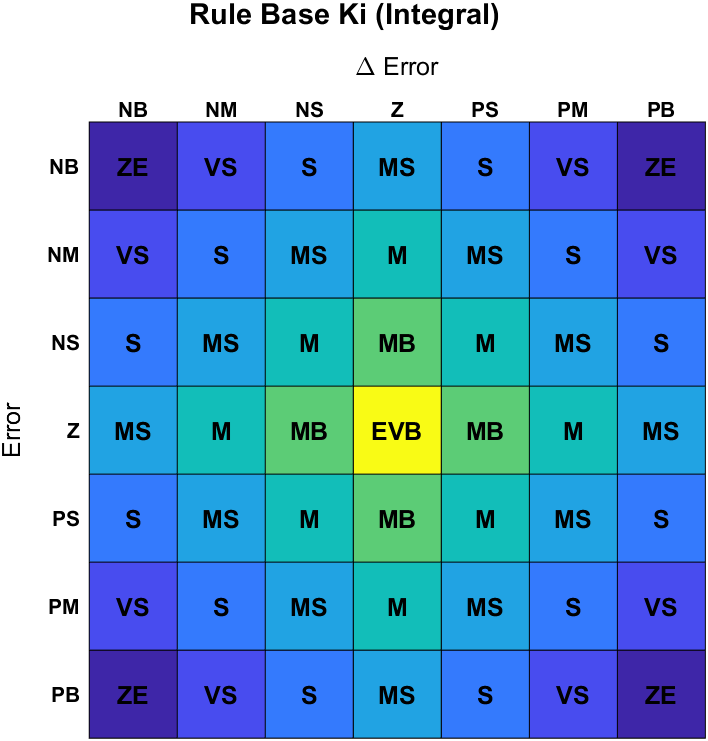 Rule Base Ki (Integral)
Δ Error
NB NM NS Z PS PM PB
NB ZE VS S MS S VS ZE
NM VS S MS M MS S VS
NS S MS M MB M MS S
Error
Z MS M MB EVB MB M MS
PS S MS M MB M MS S
PM VS S MS M MS S VS
PB ZE VS S MS S VS ZE